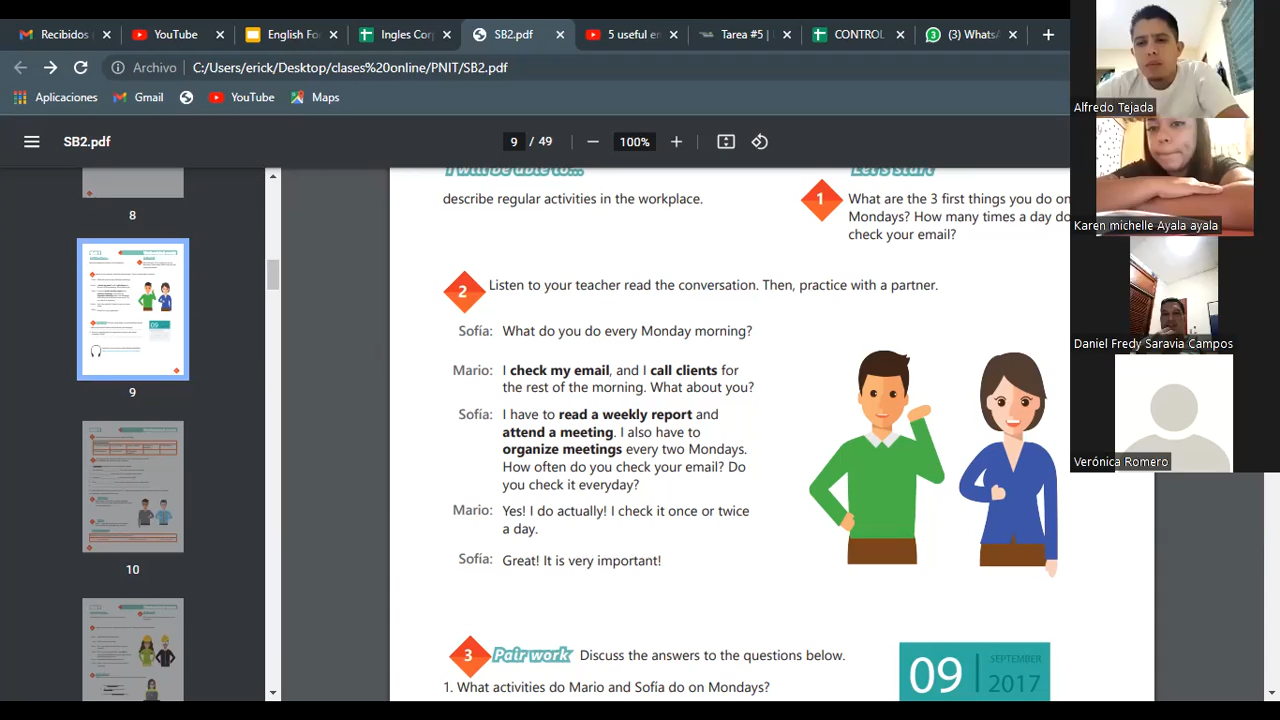 Recibidos
YouTube
English For
Ingles Cor
SB2.pdf
5 useful e
Tarea #5 |
CONTROL
(3) Whats
Archivo C:/Users/erick/Desktop/clases%20online/PNIT/SB2.pdf
Aplicaciones Gmail YouTube Maps
SB2.pdf 9 / 49 100%
Alfredo Tejada
Karen michelle Ayala ayala
Daniel Fredy Saravia Campos
Verónica Romero
8
9
10
I will be able to...
describe regular activities in the workplace.
Let's start
1 What are the 3 first things you do on
Mondays? How many times a day do
check your email?
2 Listen to your teacher read the conversation. Then, practice with a partner.
Sofía: What do you do every Monday morning?
Mario: I check my email, and I call clients for
the rest of the morning. What about you?
Sofía: I have to read a weekly report and
attend a meeting. I also have to
organize meetings every two Mondays.
How often do you check your email? Do
you check it everyday?
Mario: Yes! I do actually! I check it once or twice
a day.
Sofía: Great! It is very important!
3 Pair work Discuss the answers to the questions below.
1. What activities do Mario and Sofía do on Mondays?
09 SEPTEMBER
2017